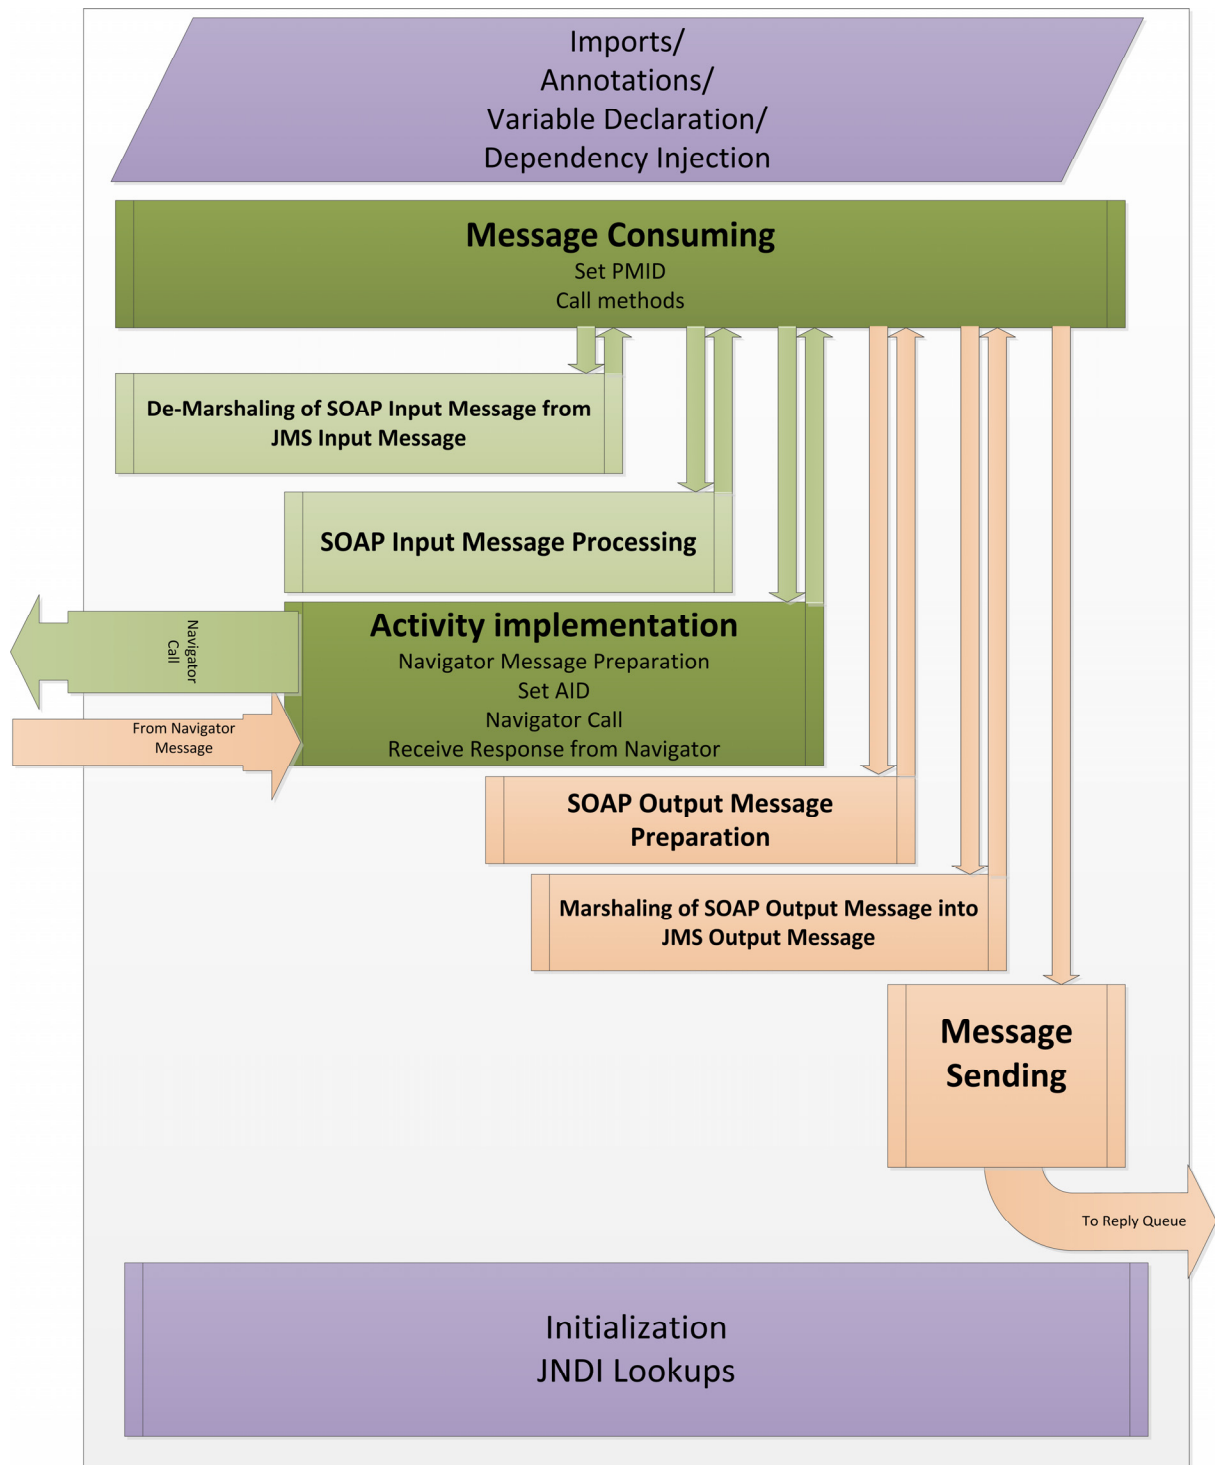 Imports/
Annotations/
Variable Declaration/
Dependency Injection
Message Consuming
Set PMID
Call methods
De-Marshaling of SOAP Input Message from
JMS Input Message
SOAP Input Message Processing
Navigator
Call
Activity implementation
Navigator Message Preparation
Set AID
Navigator Call
Receive Response from Navigator
From Navigator
Message
SOAP Output Message
Preparation
Marshaling of SOAP Output Message into
JMS Output Message
Message
Sending
To Reply Queue
Initialization
JNDI Lookups